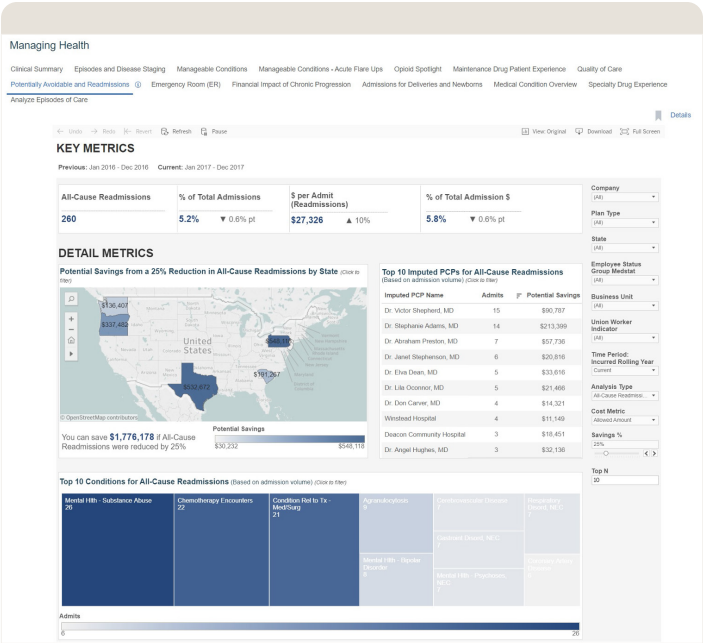 Managing Health
Clinical Summary Episodes and Disease Staging Manageable Conditions Manageable Conditions - Acute Flare Ups Opioid Spotlight Maintenance Drug Patient Experience Quality of Care
Potentially Avoidable and Readmissions Emergency Room (ER) Financial Impact of Chronic Progression Admissions for Deliveries and Newborns Medical Condition Overview Specialty Drug Experience
Analyze Episodes of Care
Details
Undo Redo Revert Refresh Pause View: Original Download Full Screen
KEY METRICS
Previous: Jan 2016 - Dec 2016 Current: Jan 2017 - Dec 2017
All-Cause Readmissions
260
% of Total Admissions
5.2% ▼ 0.6% pt
$ per Admit
(Readmissions)
$27,326 ▲ 10%
% of Total Admission $
5.8% ▼ 0.6% pt
DETAIL METRICS
Potential Savings from a 25% Reduction in All-Cause Readmissions by State (Click to
filter)
$136,407
$337,482
United
States
$532,672
$191,267
© OpenStreetMap contributors
You can save $1,776,178 if All-Cause
Readmissions were reduced by 25%
Potential Savings
$30,232 $548,118
Top 10 Imputed PCPs for All-Cause Readmissions
(Based on admission volume) (Click to filter)
Imputed PCP Name Admits Potential Savings
Dr. Victor Shepherd, MD 15 $90,787
Dr. Stephanie Adams, MD 14 $213,399
Dr. Abraham Preston, MD 7 $57,736
Dr. Janet Stephenson, MD 6 $20,816
Dr. Elva Dean, MD 5 $33,616
Dr. Lila Oconnor, MD 5 $21,466
Dr. Don Carver, MD 4 $14,321
Winstead Hospital 4 $11,149
Deacon Community Hospital 3 $18,451
Dr. Angel Hughes, MD 3 $32,136
Top 10 Conditions for All-Cause Readmissions (Based on admission volume) (Click to filter)
Mental Hlth - Substance Abuse
26
Chemotherapy Encounters
22
Condition Rel to Tx -
Med/Surg
21
Agranulocytosis
9
Mental Hlth - Bipolar
Disorder
Cerebrovascular Disease
7
Respiratory
Disord, NEC
7
Admits
6 26
Company
(All)
Plan Type
(All)
State
(All)
Employee Status
Group Medstat
(All)
Business Unit
(All)
Union Worker
Indicator
(All)
Time Period:
Incurred Rolling Year
Current
Analysis Type
All-Cause Readmissi...
Cost Metric
Allowed Amount
Savings %
25%
Top N
10